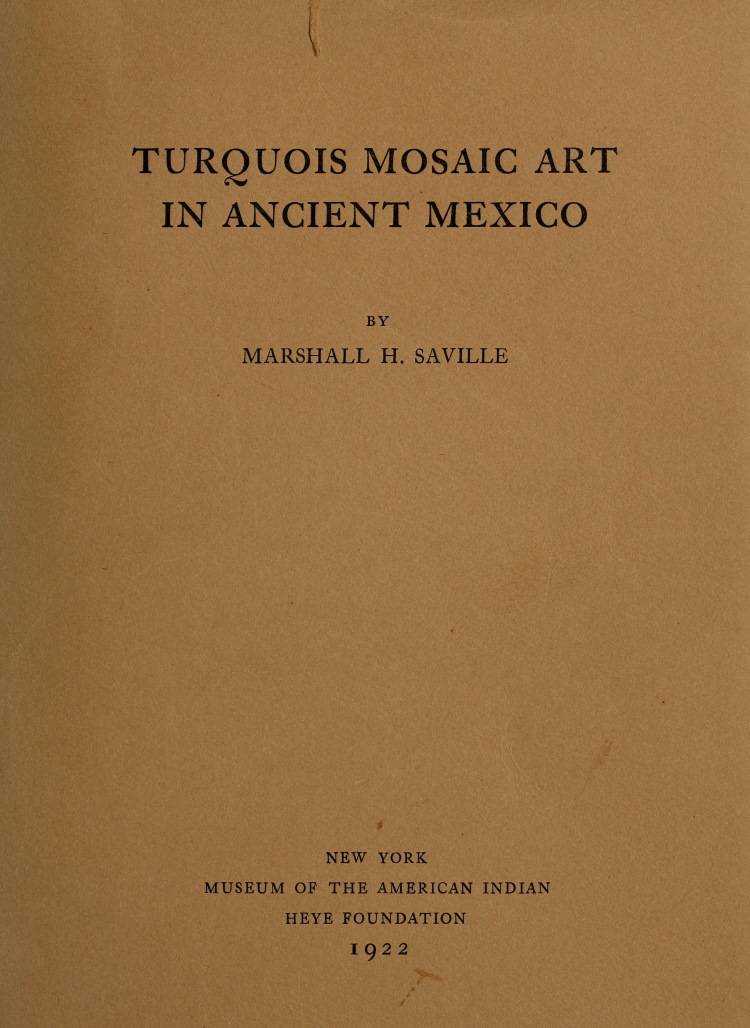 TURQUOIS MOSAIC ART
IN ANCIENT MEXICO
BY
MARSHALL H. SAVILLE
NEW YORK
MUSEUM OF THE AMERICAN INDIAN
HEYE FOUNDATION
1922